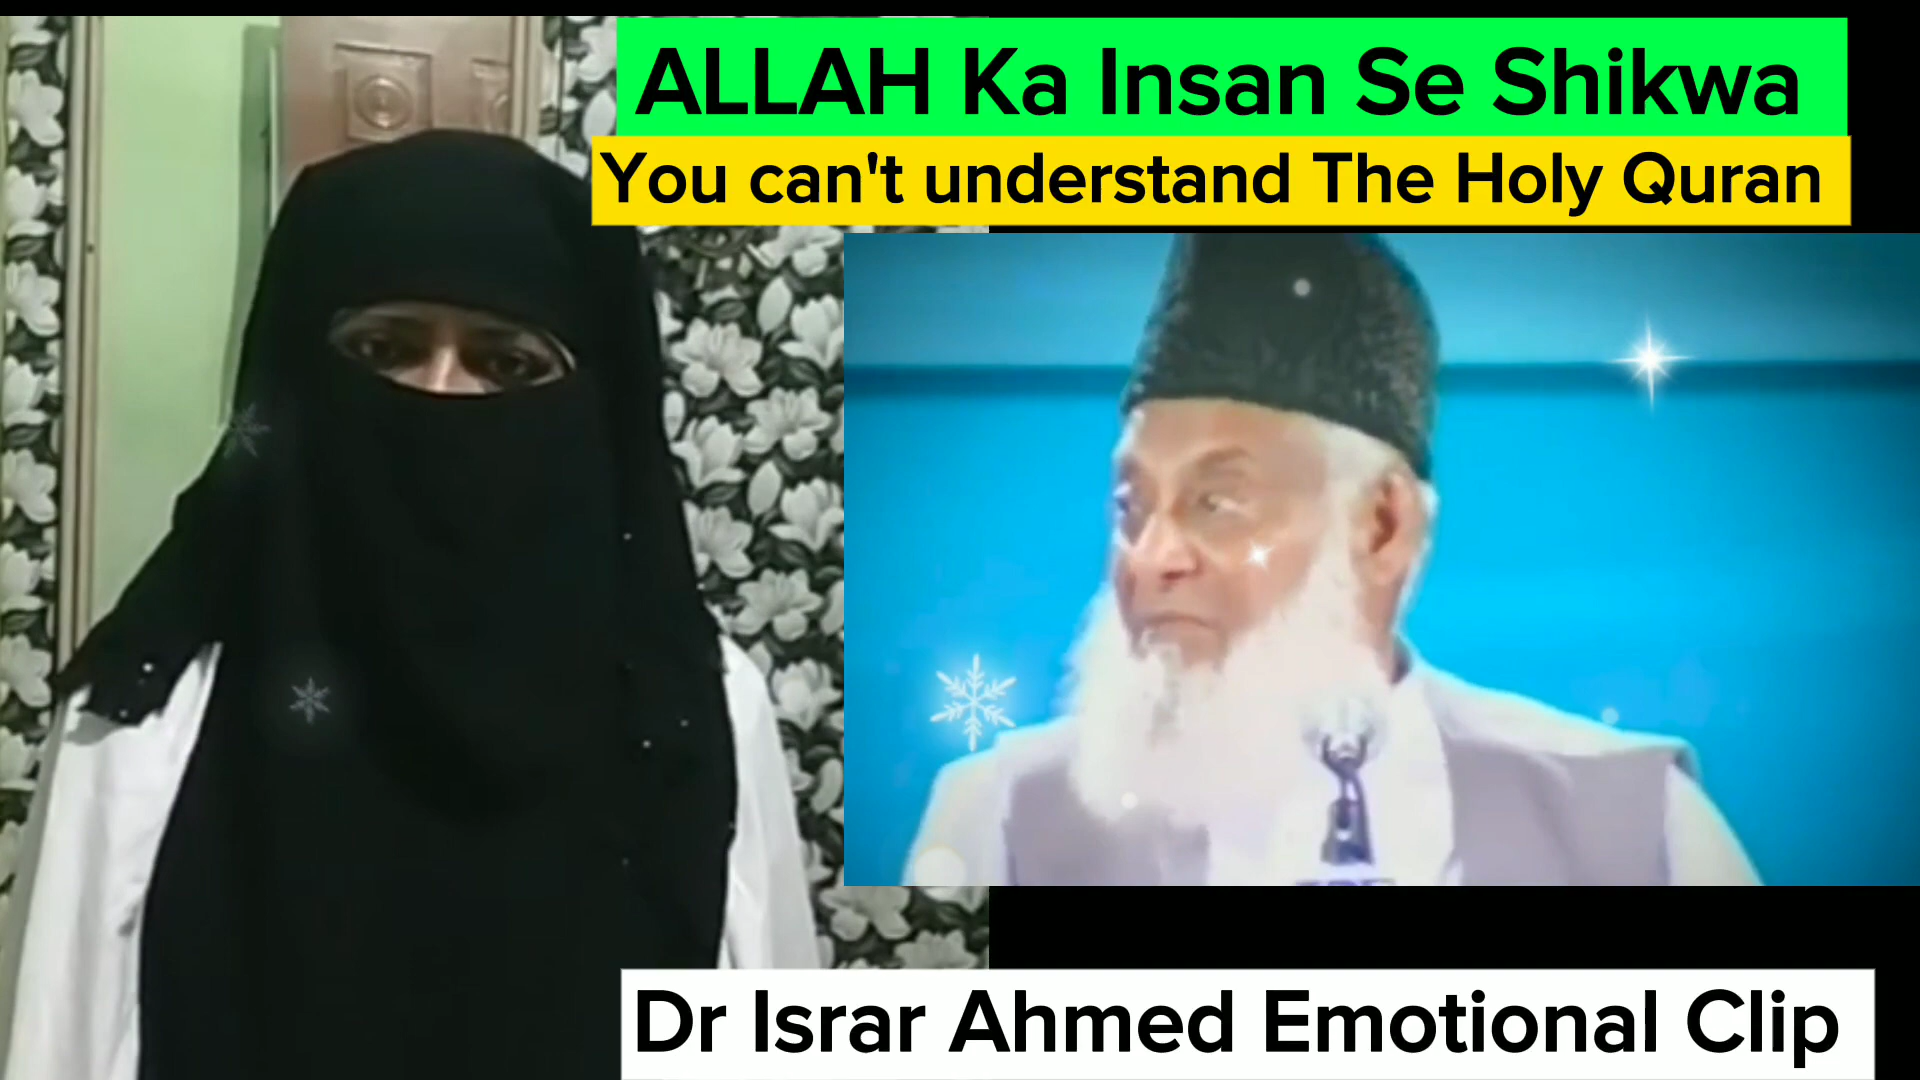 ALLAH Ka Insan Se Shikwa
You can't understand The Holy Quran
Dr Israr Ahmed Emotional Clip